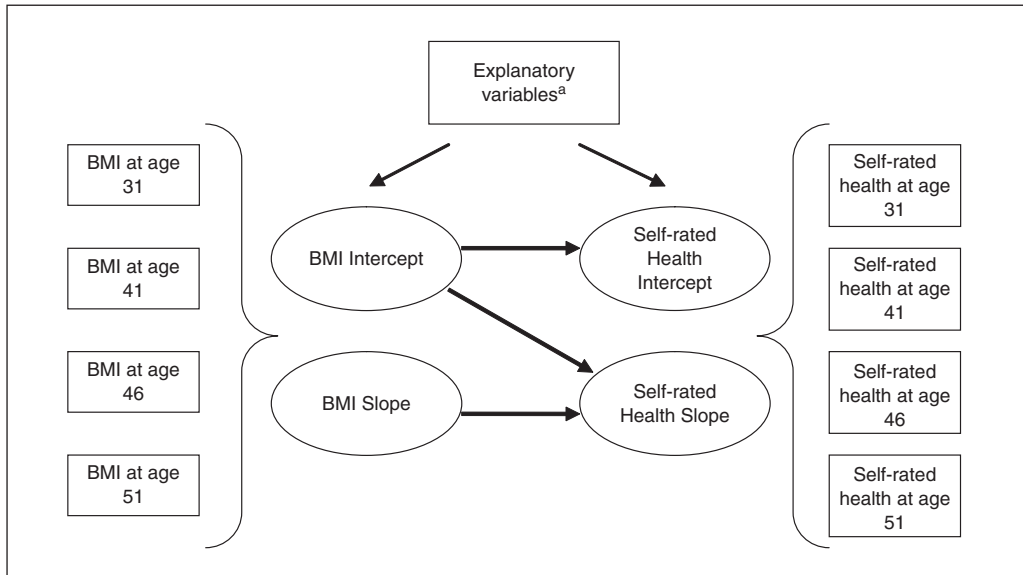 Explanatory
variablesa
BMI at age
31
BMI at age
41
BMI at age
46
BMI at age
51
BMI Intercept
BMI Slope
Self-rated
Health
Intercept
Self-rated
Health Slope
Self-rated
health at age
31
Self-rated
health at age
41
Self-rated
health at age
46
Self-rated
health at age
51